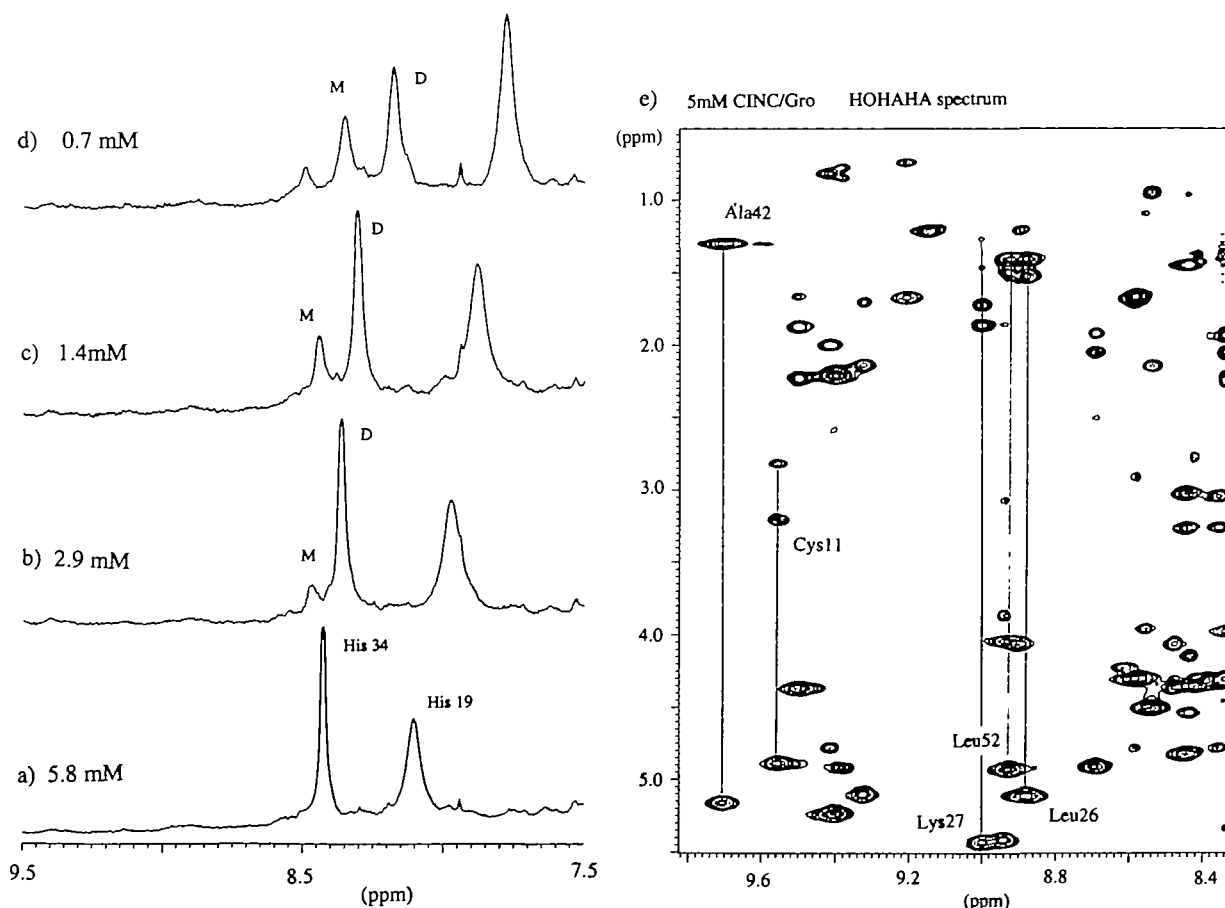 M
D
d) 0.7 mM
M
D
c) 1.4mM
M
D
b) 2.9 mM
His 34
His 19
a) 5.8 mM
9.5
8.5
7.5
(ppm)
e) 5mM CINC/Gro HOHAHA spectrum
(ppm)
1.0
2.0
3.0
4.0
5.0
Ala42
Cys11
Leu52
Lys27
Leu26
9.6
9.2
8.8
8.4
(ppm)
(ppm)